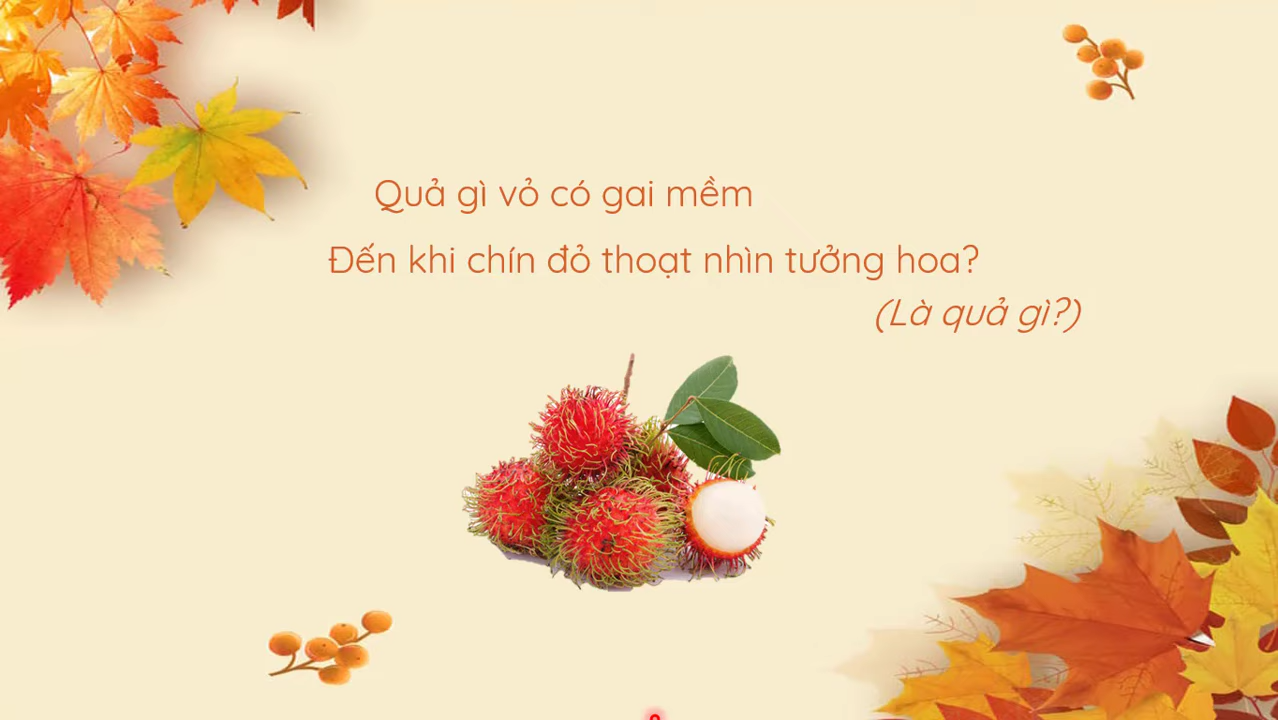 Quả gì vỏ có gai mềm
Đến khi chín đỏ thoạt nhìn tưởng hoa?
(Là quả gì?)